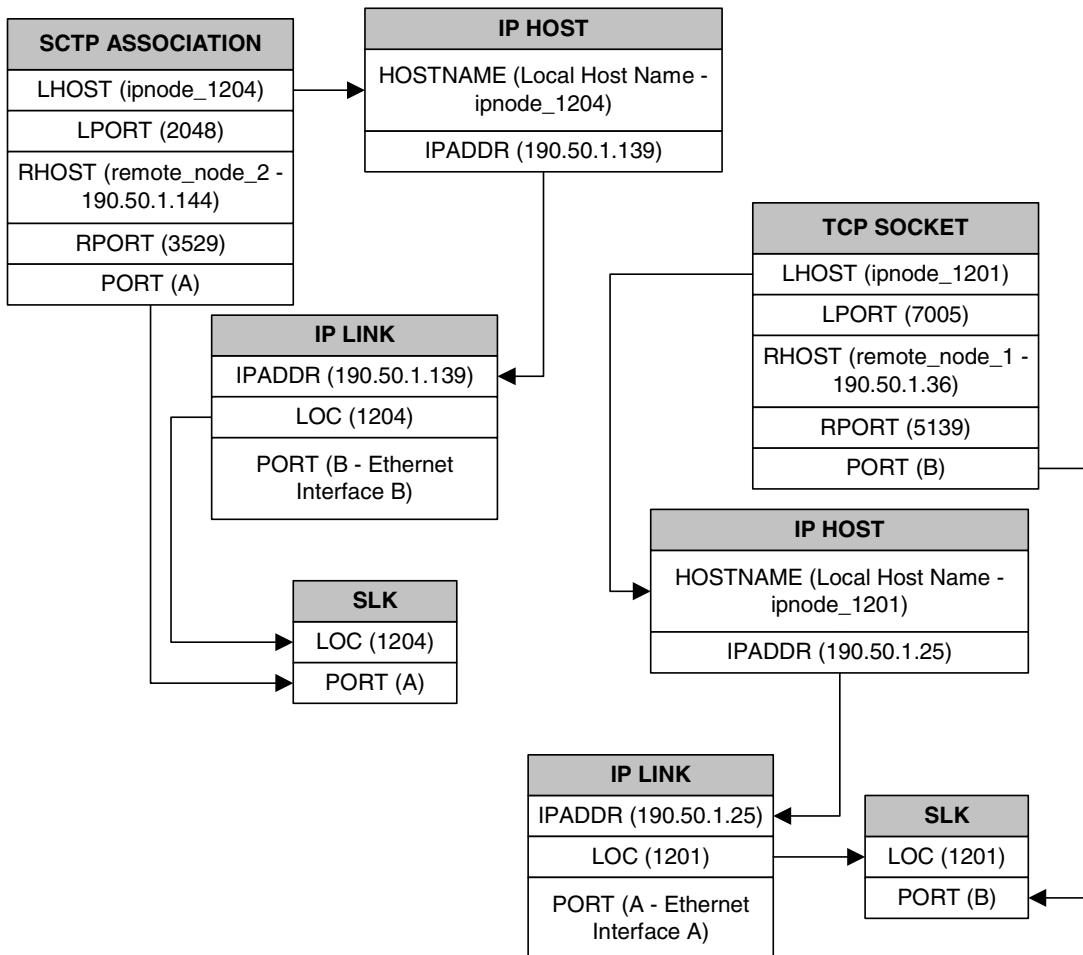 SCTP ASSOCIATION
LHOST (ipnode_1204)
LPORT (2048)
RHOST (remote_node_2 -
190.50.1.144)
RPORT (3529)
PORT (A)
IP HOST
HOSTNAME (Local Host Name -
ipnode_1204)
IPADDR (190.50.1.139)
IP LINK
IPADDR (190.50.1.139)
LOC (1204)
PORT (B - Ethernet
Interface B)
SLK
LOC (1204)
PORT (A)
TCP SOCKET
LHOST (ipnode_1201)
LPORT (7005)
RHOST (remote_node_1 -
190.50.1.36)
RPORT (5139)
PORT (B)
IP HOST
HOSTNAME (Local Host Name -
ipnode_1201)
IPADDR (190.50.1.25)
IP LINK
IPADDR (190.50.1.25)
LOC (1201)
PORT (A - Ethernet
Interface A)
SLK
LOC (1201)
PORT (B)